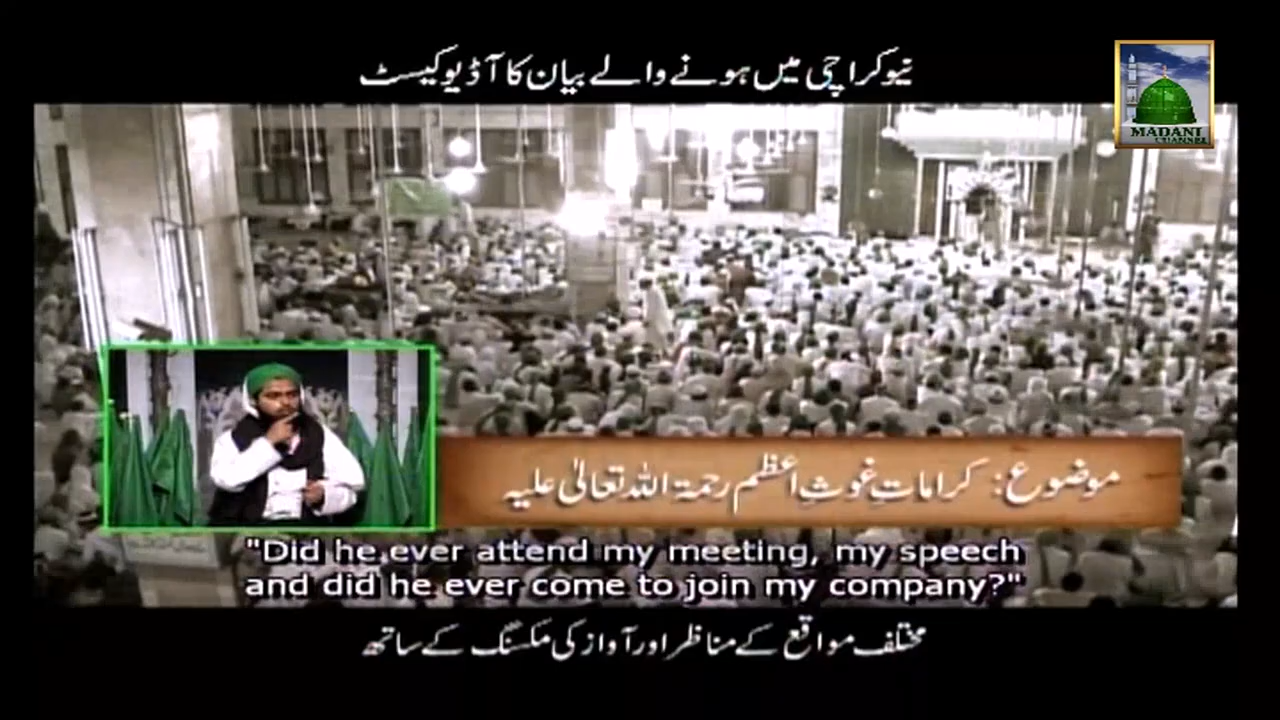 نیو کراچی میں ہونے والے بیان کا آڈیو کیسٹ
MADANI
CHANNEL
موضوع: کراماتِ غوثِ اعظم رحمۃ اللہ تعالیٰ علیہ
"Did he ever attend my meeting, my speech
and did he ever come to join my company?"
مختلف مواقع کے مناظر اور آواز کی مکسنگ کے ساتھ